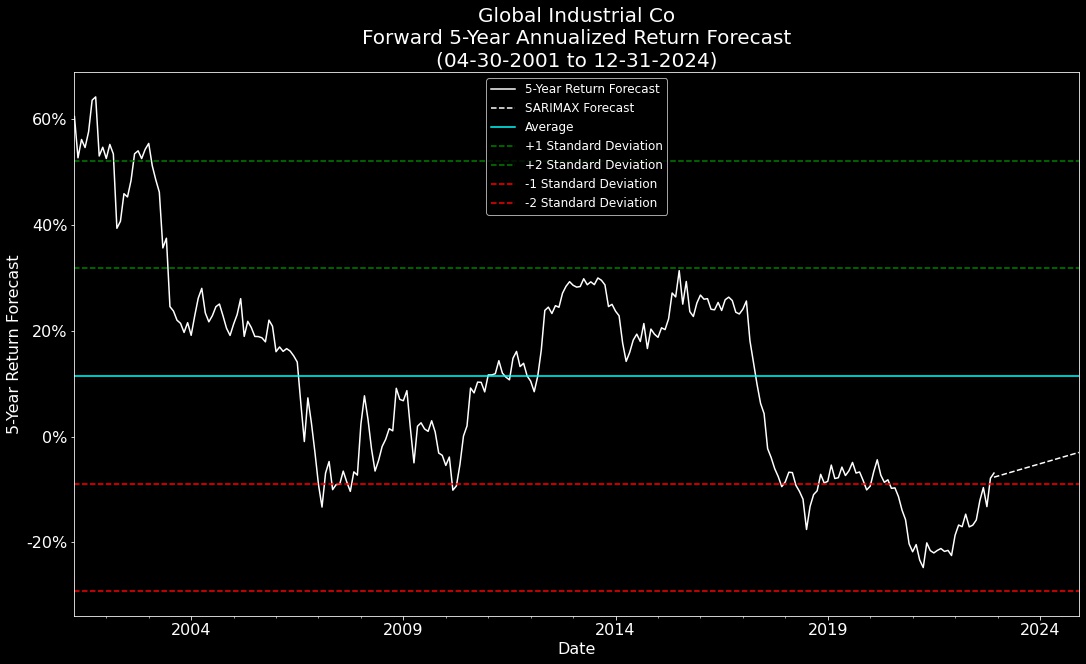 Global Industrial Co
Forward 5-Year Annualized Return Forecast
(04-30-2001 to 12-31-2024)
5-Year Return Forecast
SARIMAX Forecast
Average
+1 Standard Deviation
+2 Standard Deviation
-1 Standard Deviation
-2 Standard Deviation
60%
40%
20%
0%
-20%
5-Year Return Forecast
2004
2009
2014
2019
2024
Date